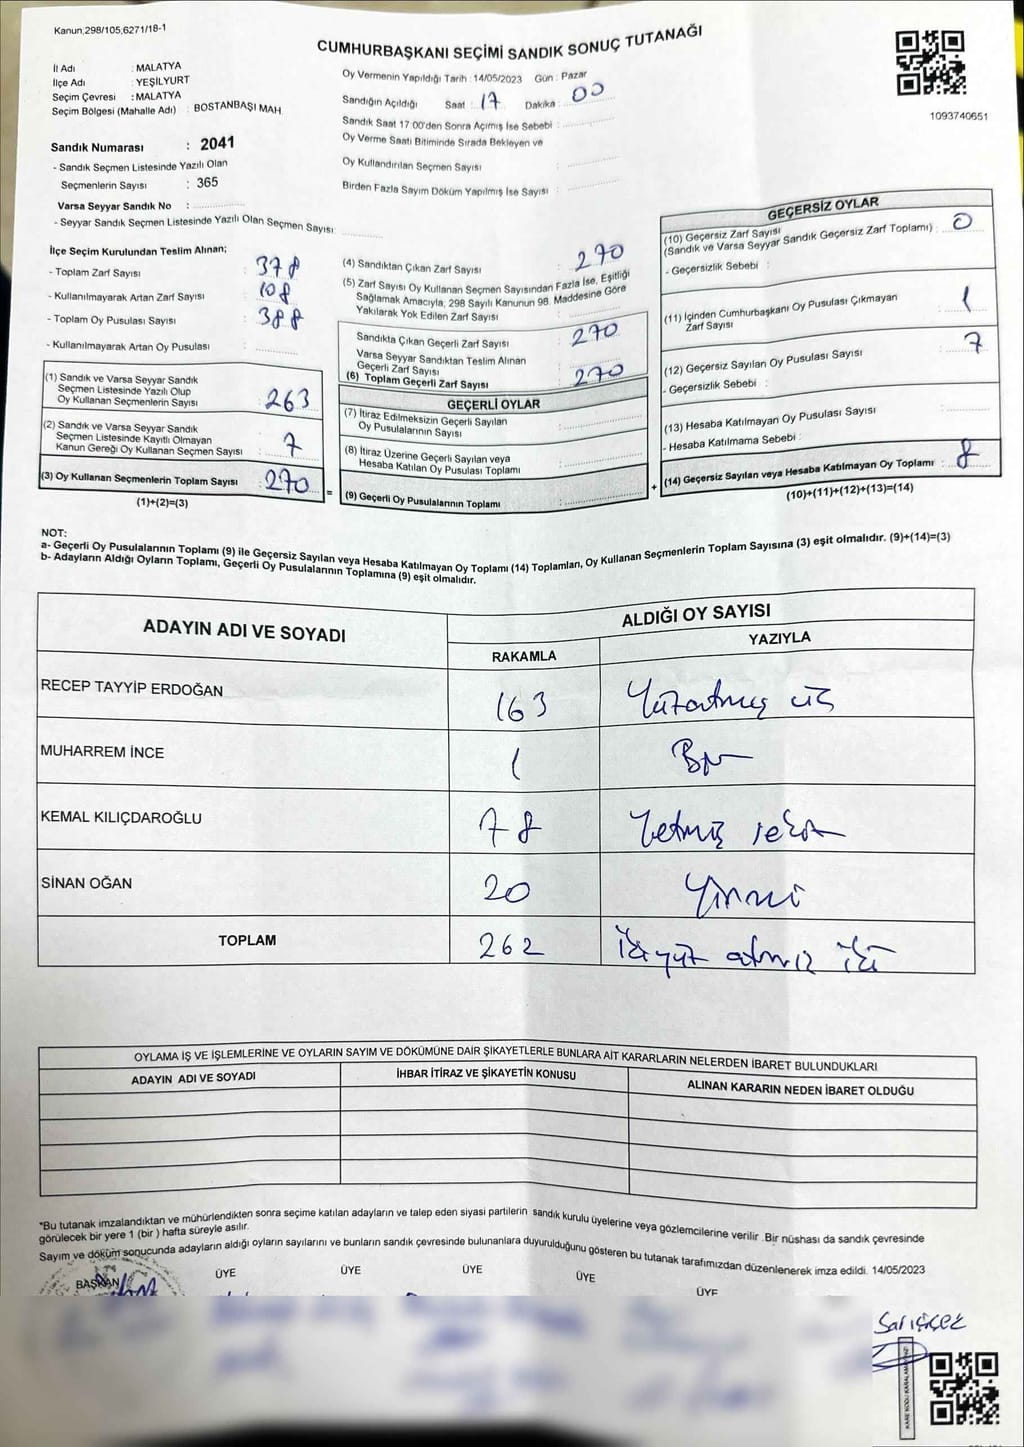 Kanun,298/105,6271/18-1
CUMHURBAŞKANI SEÇİMİ SANDIK SONUÇ TUTANAĞI
İl Adı : MALATYA
İlçe Adı : YEŞİLYURT
Seçim Çevresi : MALATYA
Seçim Bölgesi (Mahalle Adı) : BOSTANBAŞI MAH
Sandık Numarası : 2041
- Sandık Seçmen Listesinde Yazılı Olan
Seçmenlerin Sayısı : 365
Varsa Seyyar Sandık No :
- Seyyar Sandık Seçmen Listesinde Yazılı Olan Seçmen Sayısı :
Oy Vermenin Yapıldığı Tarih : 14/05/2023 Gün : Pazar
Sandığın Açıldığı Saat : 17 Dakika : 00
Sandık Saat 17:00'den Sonra Açılmış İse Sebebi :
Oy Verme Saati Bitiminde Sırada Bekleyen ve
Oy Kullandırılan Seçmen Sayısı :
Birden Fazla Sayım Döküm Yapılmış İse Sayısı :
1093740651
İlçe Seçim Kurulundan Teslim Alınan;
- Toplam Zarf Sayısı : 378
- Kullanılmayarak Artan Zarf Sayısı : 108
- Toplam Oy Pusulası Sayısı : 388
- Kullanılmayarak Artan Oy Pusulası :
(1) Sandık ve Varsa Seyyar Sandık
Seçmen Listesinde Yazılı Olup
Oy Kullanan Seçmenlerin Sayısı : 263
(2) Sandık ve Varsa Seyyar Sandık
Seçmen Listesinde Kayıtlı Olmayan
Kanun Gereği Oy Kullanan Seçmen Sayısı : 7
(3) Oy Kullanan Seçmenlerin Toplam Sayısı : 270
(1)+(2)=(3)
=
(4) Sandıktan Çıkan Zarf Sayısı : 270
(5) Zarf Sayısı Oy Kullanan Seçmen Sayısından Fazla İse, Eşitliği
Sağlamak Amacıyla, 298 Sayılı Kanunun 98. Maddesine Göre
Yakılarak Yok Edilen Zarf Sayısı :
Sandıkta Çıkan Geçerli Zarf Sayısı : 270
Varsa Seyyar Sandıktan Teslim Alınan
Geçerli Zarf Sayısı :
(6) Toplam Geçerli Zarf Sayısı : 270
GEÇERLİ OYLAR
(7) İtiraz Edilmeksizin Geçerli Sayılan
Oy Pusulalarının Sayısı :
(8) İtiraz Üzerine Geçerli Sayılan veya
Hesaba Katılan Oy Pusulası Toplamı :
(9) Geçerli Oy Pusulalarının Toplamı :
+
GEÇERSİZ OYLAR
(10) Geçersiz Zarf Sayısı
(Sandık ve Varsa Seyyar Sandık Geçersiz Zarf Toplamı) : 0
- Geçersizlik Sebebi :
(11) İçinden Cumhurbaşkanı Oy Pusulası Çıkmayan
Zarf Sayısı : 1
(12) Geçersiz Sayılan Oy Pusulası Sayısı : 7
- Geçersizlik Sebebi :
(13) Hesaba Katılmayan Oy Pusulası Sayısı :
- Hesaba Katılmama Sebebi :
(14) Geçersiz Sayılan veya Hesaba Katılmayan Oy Toplamı : 8
(10)+(11)+(12)+(13)=(14)
NOT:
a- Geçerli Oy Pusulalarının Toplamı (9) ile Geçersiz Sayılan veya Hesaba Katılmayan Oy Toplamı (14) Toplamları, Oy Kullanan Seçmenlerin Toplam Sayısına (3) eşit olmalıdır. (9)+(14)=(3)
b- Adayların Aldığı Oyların Toplamı, Geçerli Oy Pusulalarının Toplamına (9) eşit olmalıdır.
ADAYIN ADI VE SOYADI
ALDIĞI OY SAYISI
RAKAMLA YAZIYLA
RECEP TAYYİP ERDOĞAN 163 Yüzatmış üç
MUHARREM İNCE 1 Bir
KEMAL KILIÇDAROĞLU 78 Yetmiş sekiz
SİNAN OĞAN 20 Yirmi
TOPLAM 262 İkiyüz atmış iki
OYLAMA İŞ VE İŞLEMLERİNE VE OYLARIN SAYIM VE DÖKÜMÜNE DAİR ŞİKAYETLERLE BUNLARA AİT KARARLARIN NELERDEN İBARET BULUNDUKLARI
ADAYIN ADI VE SOYADI İHBAR İTİRAZ VE ŞİKAYETİN KONUSU ALINAN KARARIN NEDEN İBARET OLDUĞU
*Bu tutanak imzalandıktan ve mühürlendikten sonra seçime katılan adayların ve talep eden siyasi partilerin sandık kurulu üyelerine veya gözlemcilerine verilir .Bir nüshası da sandık çevresinde
görülecek bir yere 1 (bir ) hafta süreyle asılır.
Sayım ve döküm sonucunda adayların aldığı oyların sayılarını ve bunların sandık çevresinde bulunanlara duyurulduğunu gösteren bu tutanak tarafımızdan düzenlenerek imza edildi. 14/05/2023
BAŞKAN ÜYE ÜYE ÜYE ÜYE ÜYE
Sarıçiçek